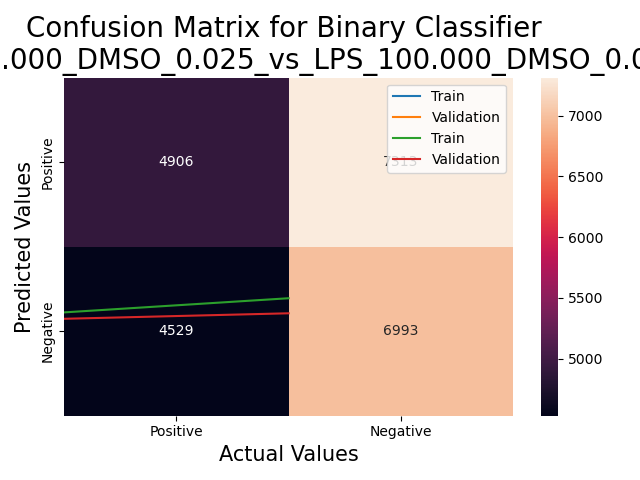 Confusion Matrix for Binary Classifier
.000_DMSO_0.025_vs_LPS_100.000_DMSO_0.0
Train
Validation
Train
Validation
Predicted Values
Positive
Negative
4906
4529
6993
Positive
Negative
Actual Values
7000
6500
6000
5500
5000